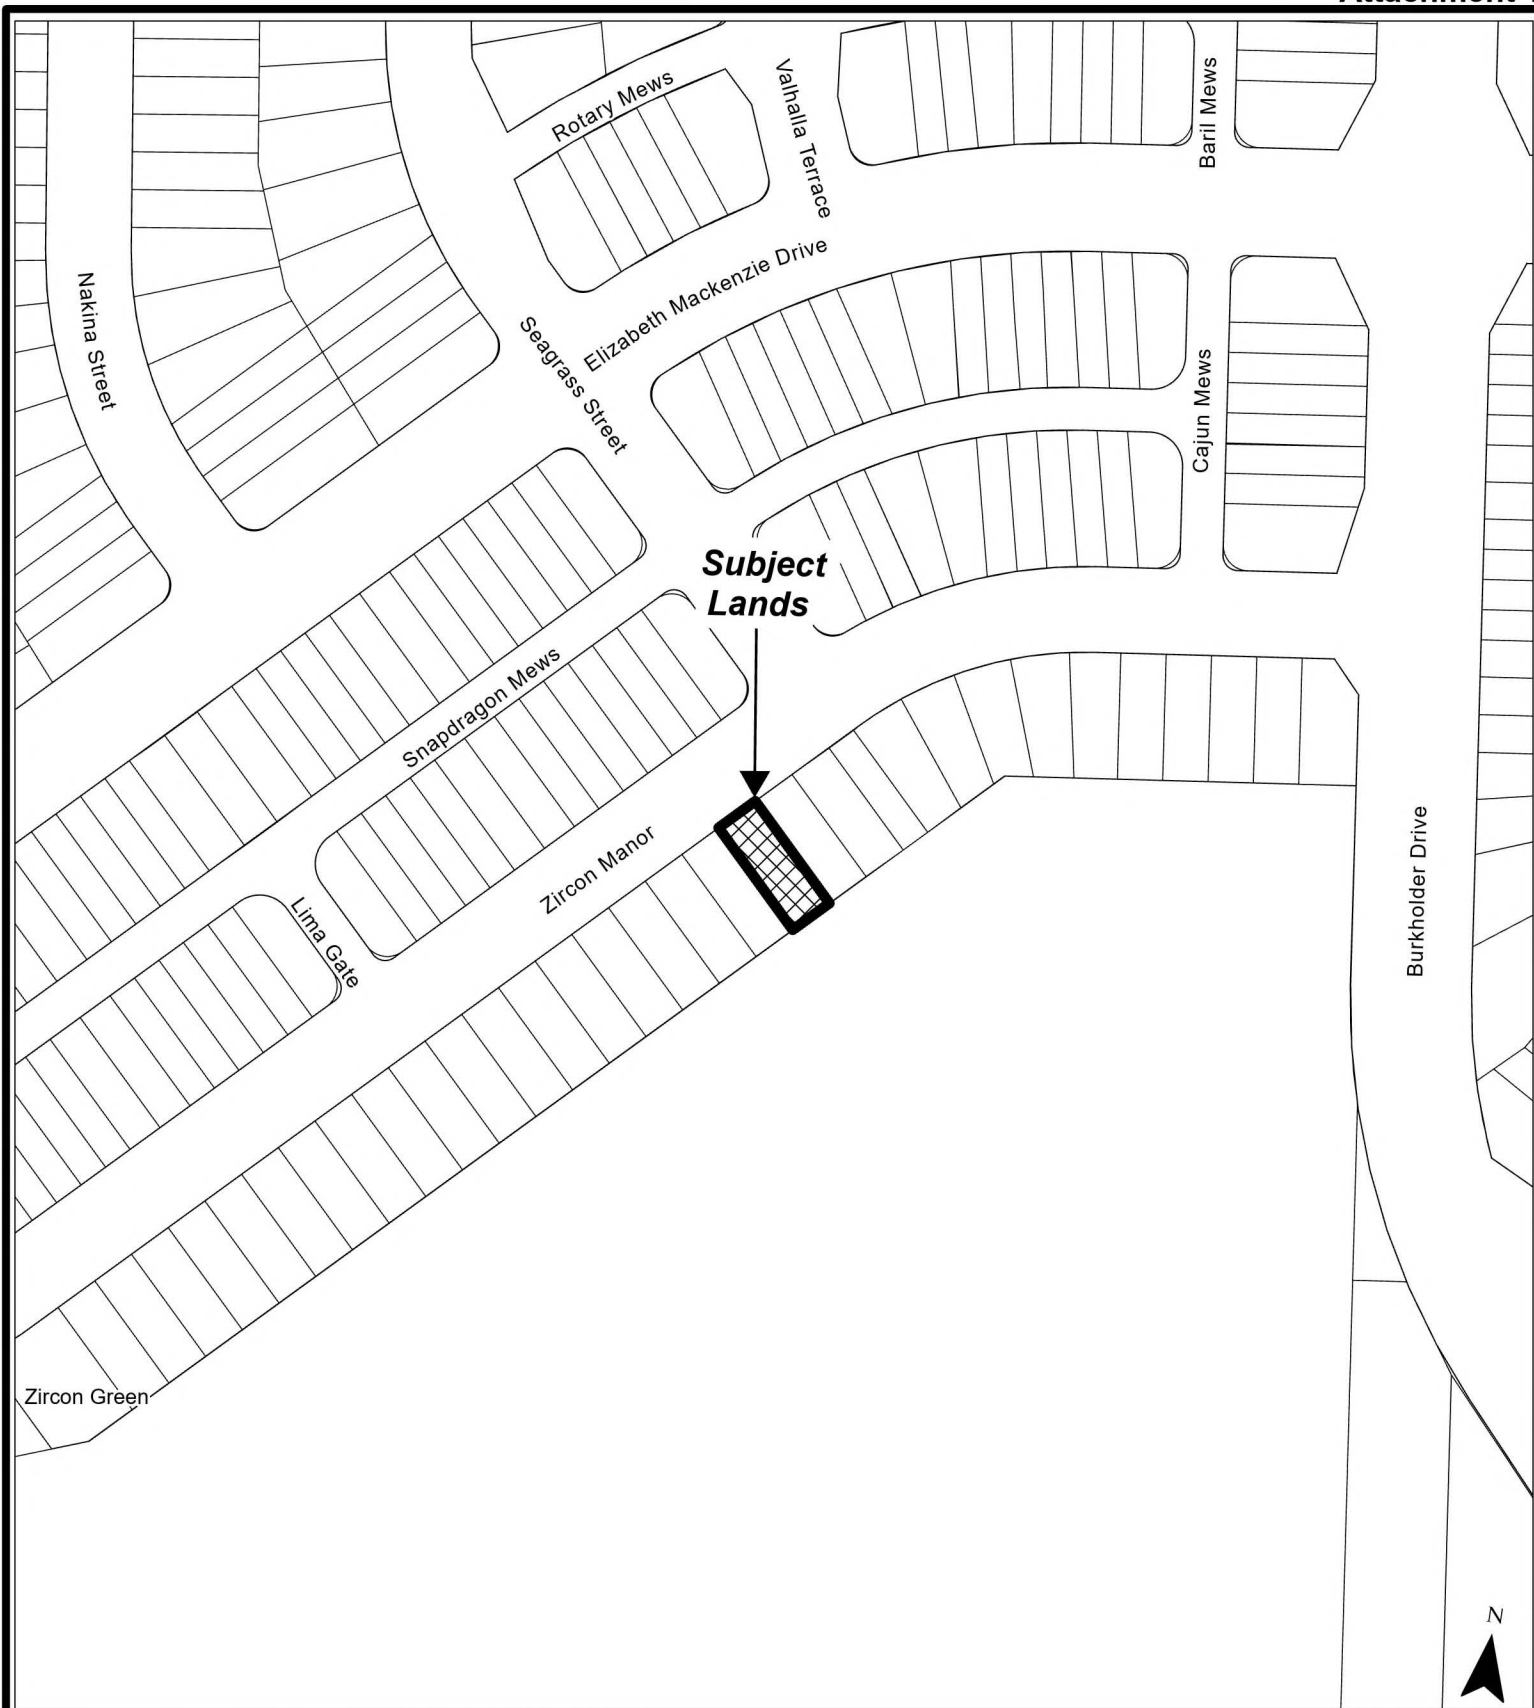 Rotary Mews
Valhalla Terrace
Baril Mews
Elizabeth Mackenzie Drive
Nakina Street
Seagrass Street
Cajun Mews
Subject
Lands
Snapdragon Mews
Zircon Manor
Burkholder Drive
Lima Gate
Zircon Green
N